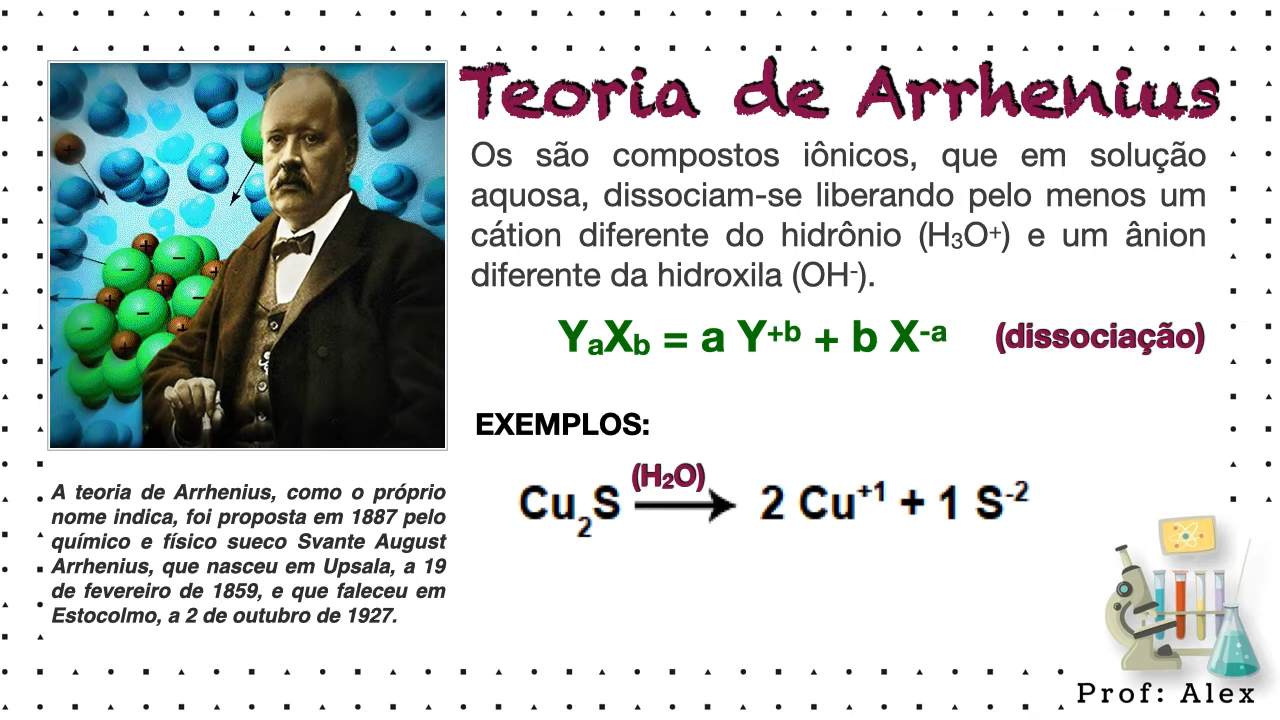 Teoria de Arrhenius
Os são compostos iônicos, que em solução
aquosa, dissociam-se liberando pelo menos um
cátion diferente do hidrônio (H₃O⁺) e um ânion
diferente da hidroxila (OH⁻).
YₐX_b = a Y⁺ᵇ + b X⁻ᵃ (dissociação)
EXEMPLOS:
(H₂O)
Cu₂S ⟶ 2 Cu⁺¹ + 1 S⁻²
A teoria de Arrhenius, como o próprio
nome indica, foi proposta em 1887 pelo
químico e físico sueco Svante August
Arrhenius, que nasceu em Upsala, a 19
de fevereiro de 1859, e que faleceu em
Estocolmo, a 2 de outubro de 1927.
Prof: Alex